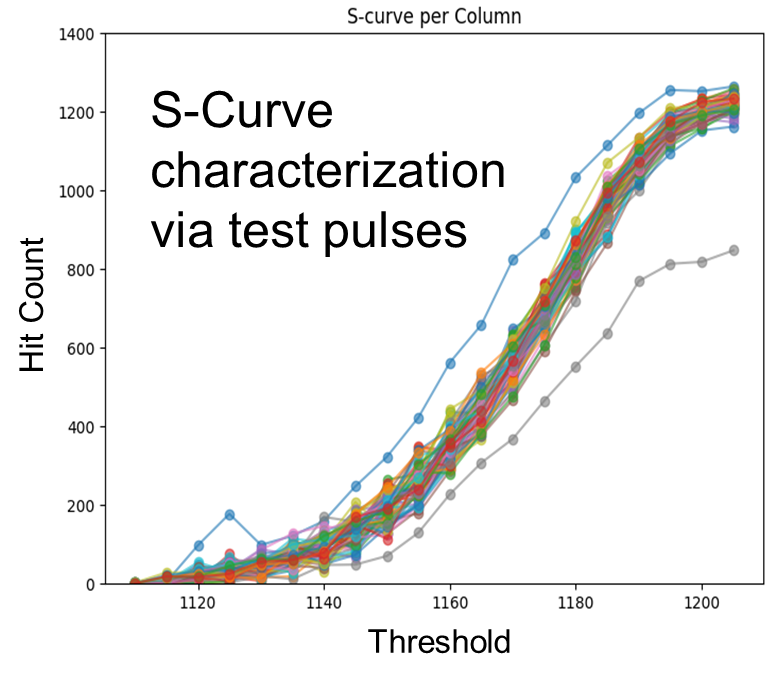 S-curve per Column
1400
1200
1000
800
600
400
200
0
S-Curve
characterization
via test pulses
Hit Count
1120 1140 1160 1180 1200
Threshold